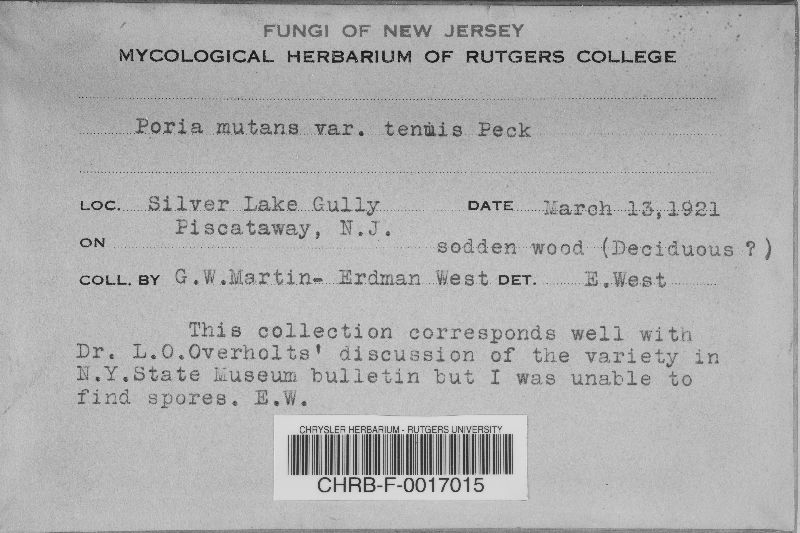 FUNGI OF NEW JERSEY
MYCOLOGICAL HERBARIUM OF RUTGERS COLLEGE
Poria mutans var. tenuis Peck
LOC. Silver Lake Gully DATE March 13,1921
Piscataway, N.J.
ON sodden wood (Deciduous ?)
COLL. BY G.W.Martin- Erdman West DET. E.West
This collection corresponds well with
Dr. L.O.Overholts' discussion of the variety in
N.Y.State Museum bulletin but I was unable to
find spores. E.W.
CHRYSLER HERBARIUM - RUTGERS UNIVERSITY
CHRB-F-0017015